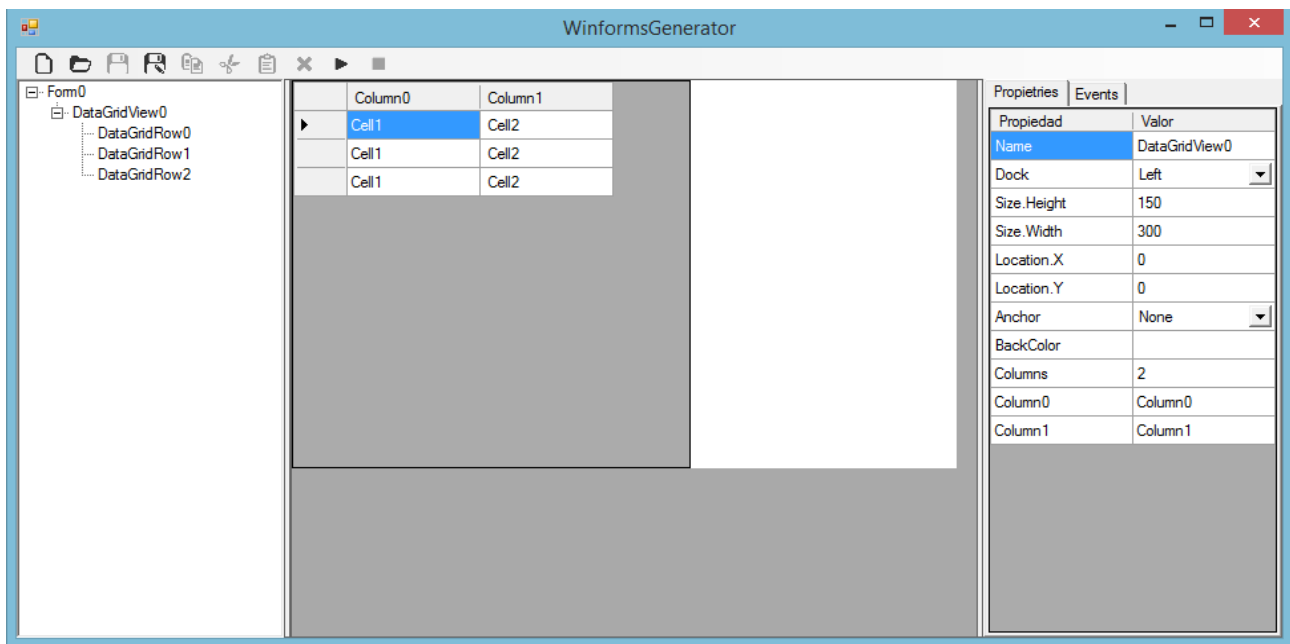 WinformsGenerator
Form0
DataGridView0
DataGridRow0
DataGridRow1
DataGridRow2
Column0 Column1
Cell1 Cell2
Cell1 Cell2
Cell1 Cell2
Propietries Events
Propiedad Valor
Name DataGridView0
Dock Left
Size.Height 150
Size.Width 300
Location.X 0
Location.Y 0
Anchor None
BackColor
Columns 2
Column0 Column0
Column1 Column1